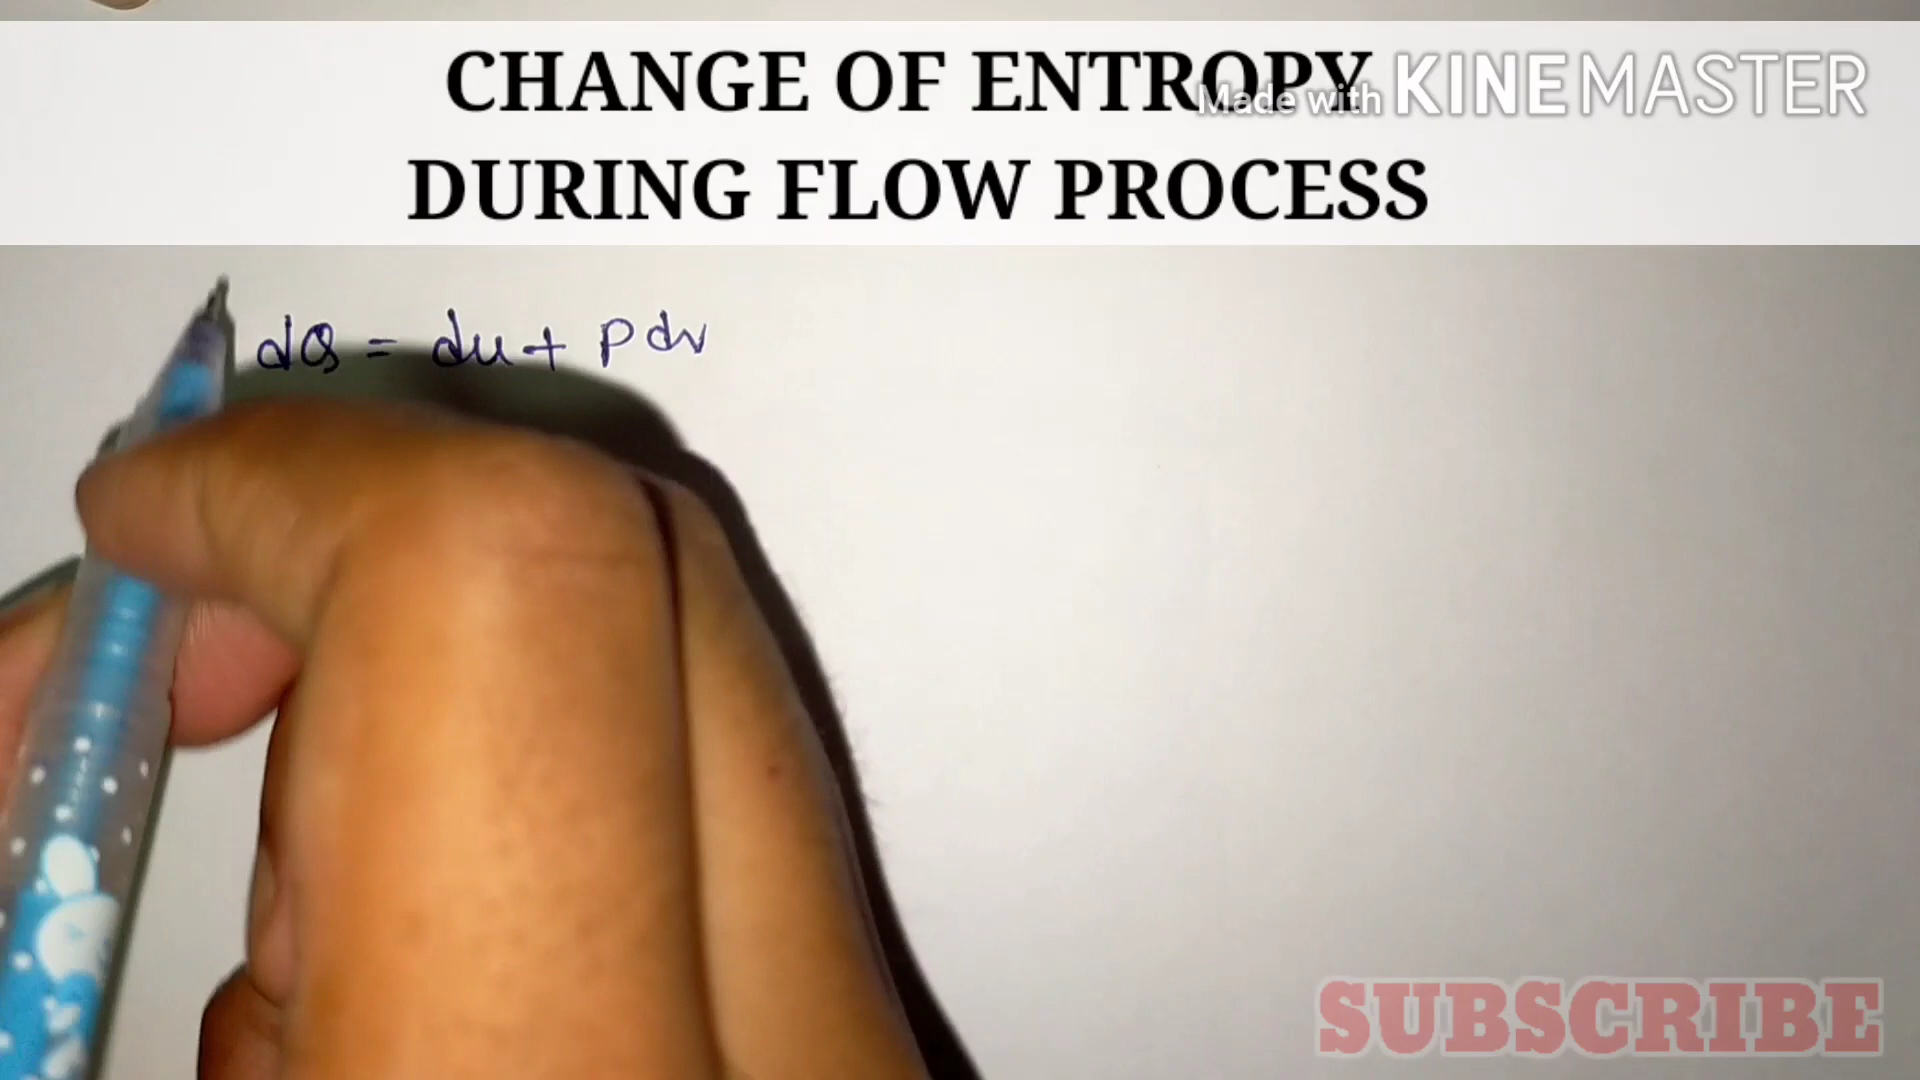 CHANGE OF ENTROPY
Made with KINEMASTER
DURING FLOW PROCESS
dQ = du + Pdv
SUBSCRIBE